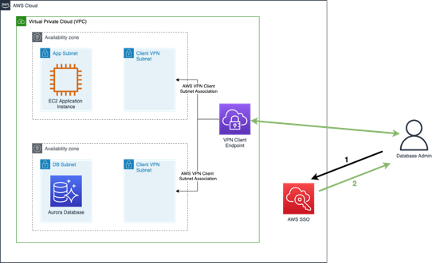 AWS Cloud
Virtual Private Cloud (VPC)
Availability zone
App Subnet
Client VPN
Subnet
EC2 Application
Instance
AWS VPN Client
Subnet Association
VPN Client
Endpoint
Database Admin
Availability zone
DB Subnet
Client VPN
Subnet
Aurora Database
AWS VPN Client
Subnet Association
1
2
AWS SSO